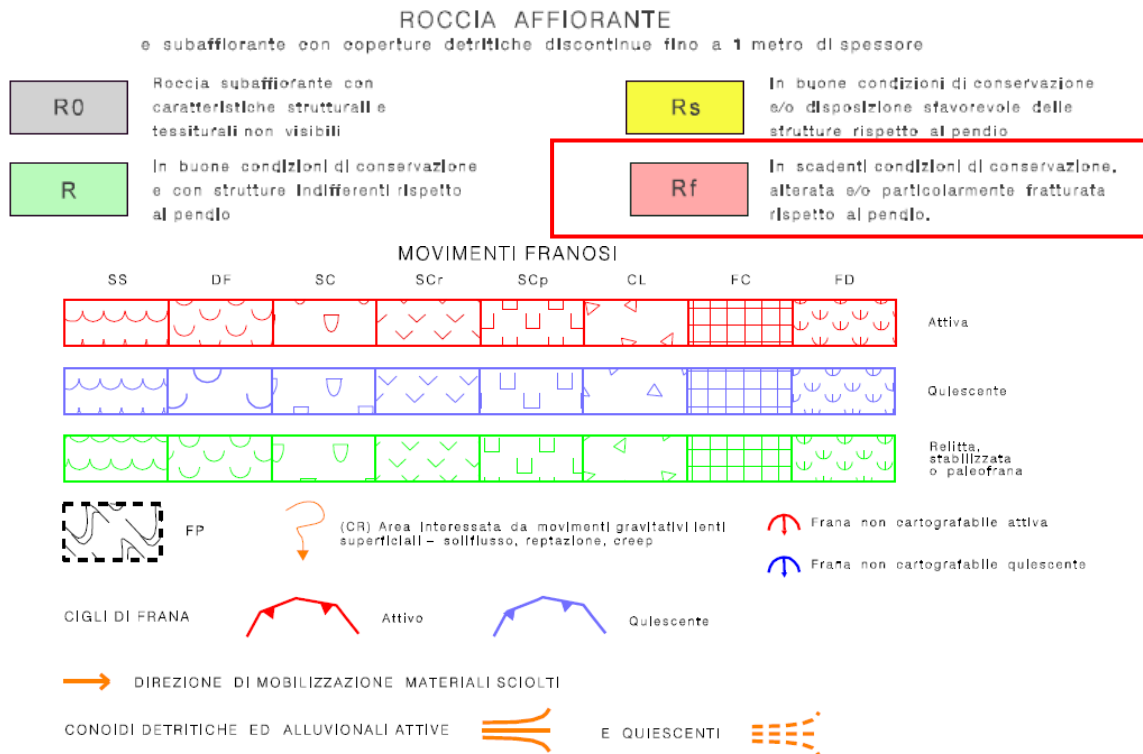 ROCCIA AFFIORANTE
e subaffiorante con coperture detritiche discontinue fino a 1 metro di spessore
R0
Roccia subaffiorante con
caratteristiche strutturali e
tessiturali non visibili
Rs
In buone condizioni di conservazione
e/o disposizione sfavorevole delle
strutture rispetto al pendio
R
In buone condizioni di conservazione
e con strutture indifferenti rispetto
al pendio
Rf
In scadenti condizioni di conservazione,
alterata e/o particolarmente fratturata
rispetto al pendio.
MOVIMENTI FRANOSI
SS DF SC SCr SCp CL FC FD
Attiva
Quiescente
Relitta,
stabilizzata
o paleofrana
FP
(CR) Area interessata da movimenti gravitativi lenti
superficiali – soliflusso, reptazione, creep
Frana non cartografabile attiva
Frana non cartografabile quiescente
CIGLI DI FRANA
Attivo
Quiescente
DIREZIONE DI MOBILIZZAZIONE MATERIALI SCIOLTI
CONOIDI DETRITICHE ED ALLUVIONALI ATTIVE
E QUIESCENTI